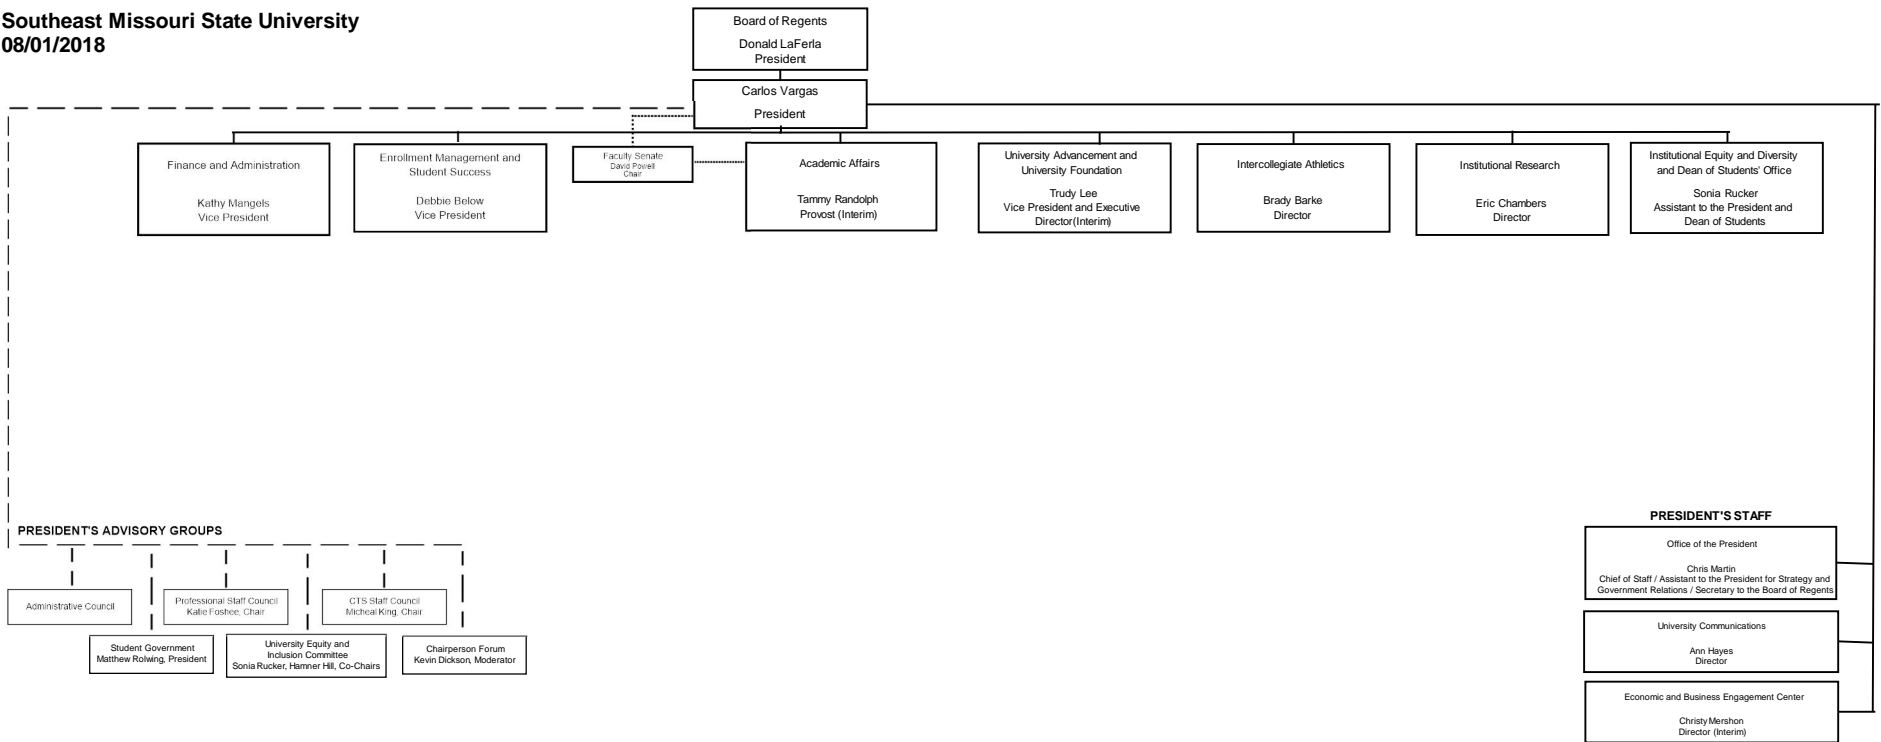 Southeast Missouri State University
08/01/2018
Board of Regents
Donald LaFerla
President
Carlos Vargas
President
Finance and Administration
Kathy Mangels
Vice President
Enrollment Management and
Student Success
Debbie Below
Vice President
Faculty Senate
David Powell
Chair
Academic Affairs
Tammy Randolph
Provost (Interim)
University Advancement and
University Foundation
Trudy Lee
Vice President and Executive
Director(Interim)
Intercollegiate Athletics
Brady Barke
Director
Institutional Research
Eric Chambers
Director
Institutional Equity and Diversity
and Dean of Students' Office
Sonia Rucker
Assistant to the President and
Dean of Students
PRESIDENT'S ADVISORY GROUPS
Administrative Council
Professional Staff Council
Katie Foshee, Chair
CTS Staff Council
Micheal King, Chair
Student Government
Matthew Rolwing, President
University Equity and
Inclusion Committee
Sonia Rucker, Hamner Hill, Co-Chairs
Chairperson Forum
Kevin Dickson, Moderator
PRESIDENT'S STAFF
Office of the President
Chris Martin
Chief of Staff / Assistant to the President for Strategy and
Government Relations / Secretary to the Board of Regents
University Communications
Ann Hayes
Director
Economic and Business Engagement Center
Christy Mershon
Director (Interim)